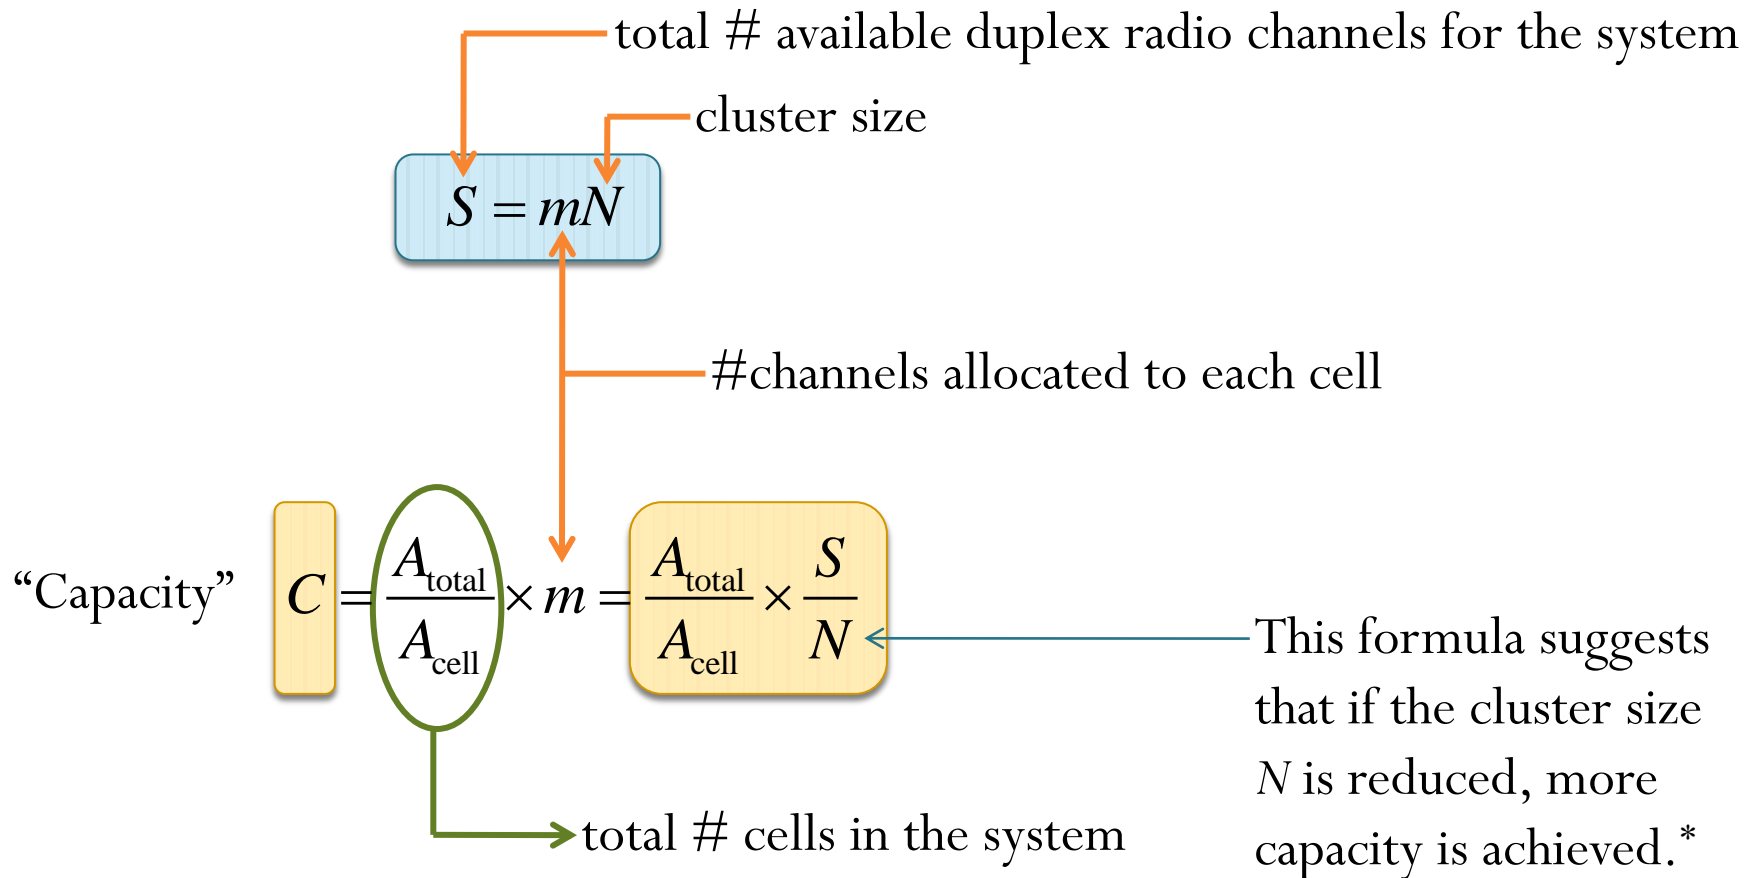 total # available duplex radio channels for the system
cluster size
S = mN
#channels allocated to each cell
“Capacity” C = A_total / A_cell × m = A_total / A_cell × S / N
This formula suggests
that if the cluster size
N is reduced, more
capacity is achieved.*
total # cells in the system